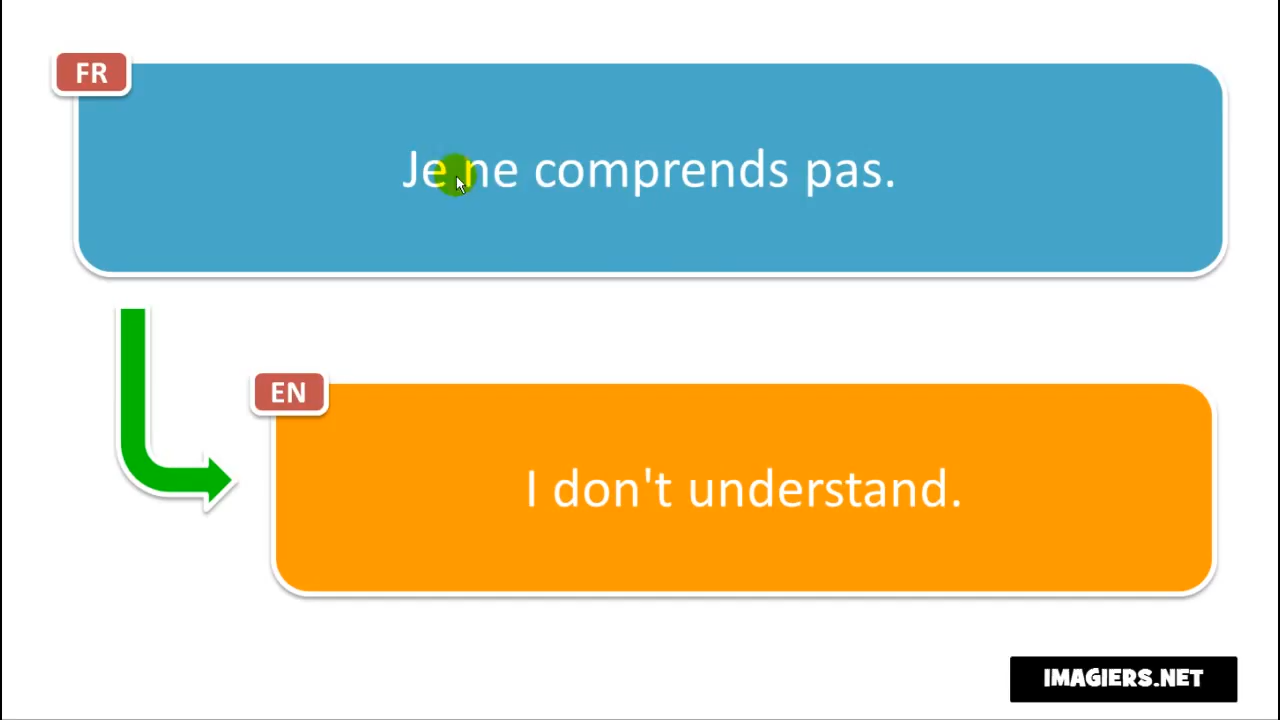 FR
Je ne comprends pas.
EN
I don't understand.
IMAGIERS.NET